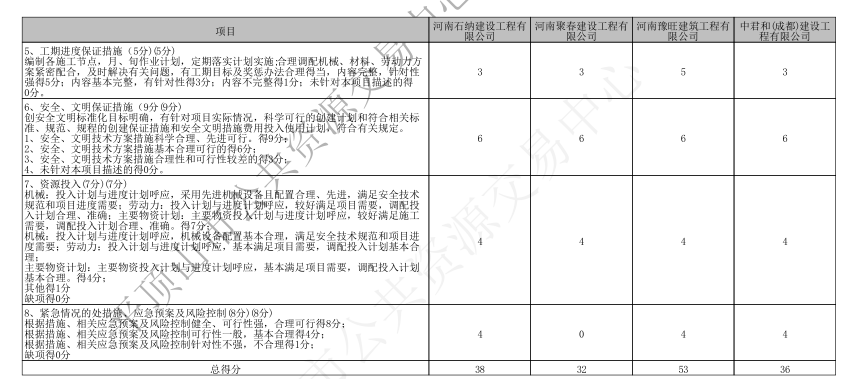 项目 河南石纳建设工程有 河南聚春建设工程有 河南豫旺建筑工程有 中君和(成都)建设工
限公司 限公司 限公司 程有限公司
5、工期进度保证措施（5分)(5分)
编制各施工节点，月、旬作业计划，定期落实计划实施;合理调配机械、材料、劳动力方
案紧密配合，及时解决有关问题，有工期目标及奖惩办法合理得当，内容完整，针对性
强得5分；内容基本完整，有针对性得3分；内容不完整得1分；未针对本项目描述的得
0分。
3 3 5 3
6、安全、文明保证措施（9分(9分)
创安全文明标准化目标明确，有针对项目实际情况，科学可行的创建计划和符合相关标
准、规范、规程的创建保证措施和安全文明措施费用投入使用计划，符合有关规定。
1、安全、文明技术方案措施科学合理、先进可行。得9分；
2、安全、文明技术方案措施基本合理可行的得6分；
3、安全、文明技术方案措施合理性和可行性较差的得3分；
4、未针对本项目描述的得0分。
6 6 6 6
7、资源投入(7分)(7分)
机械：投入计划与进度计划呼应，采用先进机械设备且配置合理、先进，满足安全技术
规范和项目进度需要；劳动力：投入计划与进度计划呼应，较好满足项目需要，调配投
入计划合理、准确；主要物资计划：主要物资投入计划与进度计划呼应，较好满足施工
需要，调配投入计划合理、准确。得7分；
机械：投入计划与进度计划呼应，机械设备配置基本合理，满足安全技术规范和项目进
度需要；劳动力：投入计划与进度计划呼应，基本满足项目需要，调配投入计划基本合
理；
主要物资计划：主要物资投入计划与进度计划呼应，基本满足项目需要，调配投入计划
基本合理。得4分；
其他得1分
缺项得0分
4 4 4 4
8、紧急情况的处措施、应急预案及风险控制(8分)(8分)
根据措施、相关应急预案及风险控制健全、可行性强，合理可行得8分；
根据措施、相关应急预案及风险控制可行性一般，基本合理得4分；
根据措施、相关应急预案及风险控制针对性不强，不合理得1分；
缺项得0分
4 0 4 4
总得分 38 32 53 36
平顶山市公共资源交易中心
市公共资源交易中心